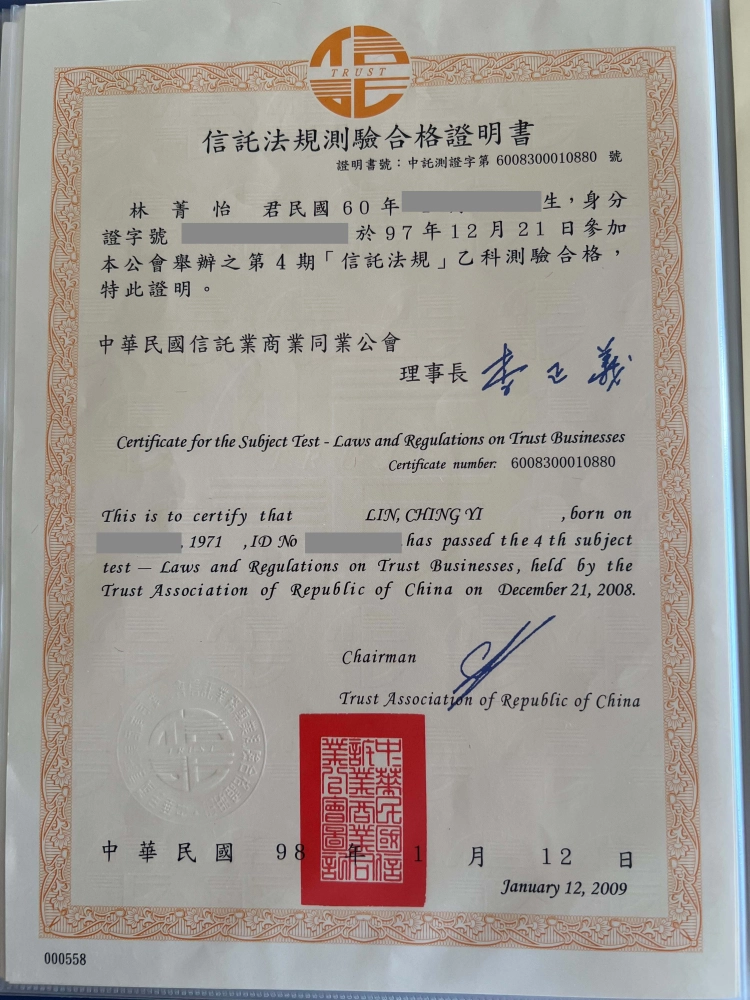 TRUST
信託法規測驗合格證明書
證明書號：中託測證字第 6008300010880 號
林菁怡 君民國60年 生，身分
證字號 於97年12月21日參加
本公會舉辦之第4期「信託法規」乙科測驗合格，
特此證明。
中華民國信託業商業同業公會
理事長 李正義
Certificate for the Subject Test - Laws and Regulations on Trust Businesses
Certificate number: 6008300010880
This is to certify that LIN, CHING YI , born on
, 1971 , ID No has passed the 4 th subject
test — Laws and Regulations on Trust Businesses, held by the
Trust Association of Republic of China on December 21, 2008.
Chairman
Trust Association of Republic of China
中華民國 98 年 1 月 12 日
January 12, 2009
000558